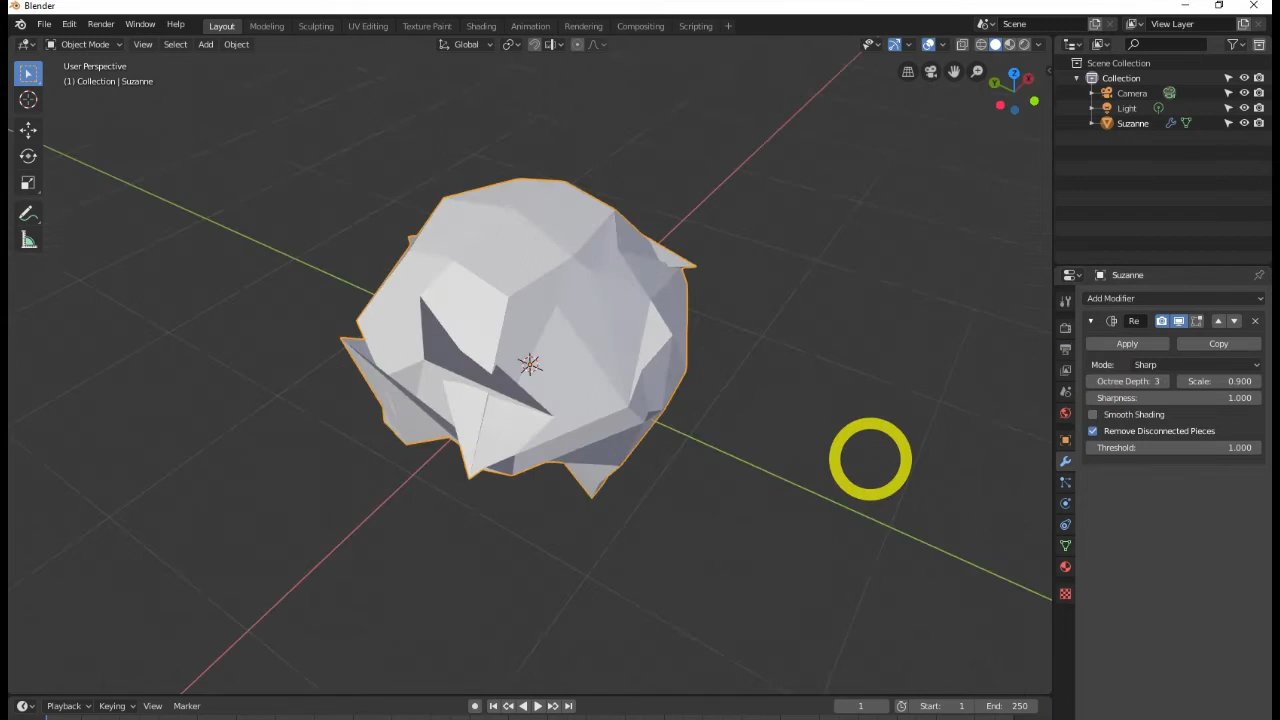 Blender
File Edit Render Window Help
Layout Modeling Sculpting UV Editing Texture Paint Shading Animation Rendering Compositing Scripting +
Scene
View Layer
Object Mode View Select Add Object
Global
User Perspective
(1) Collection | Suzanne
Z
Y
X
Scene Collection
Collection
Camera
Light
Suzanne
Suzanne
Add Modifier
Re
Apply Copy
Mode: Sharp
Octree Depth: 3 Scale: 0.900
Sharpness: 1.000
Smooth Shading
Remove Disconnected Pieces
Threshold: 1.000
Playback Keying View Marker
1 Start: 1 End: 250